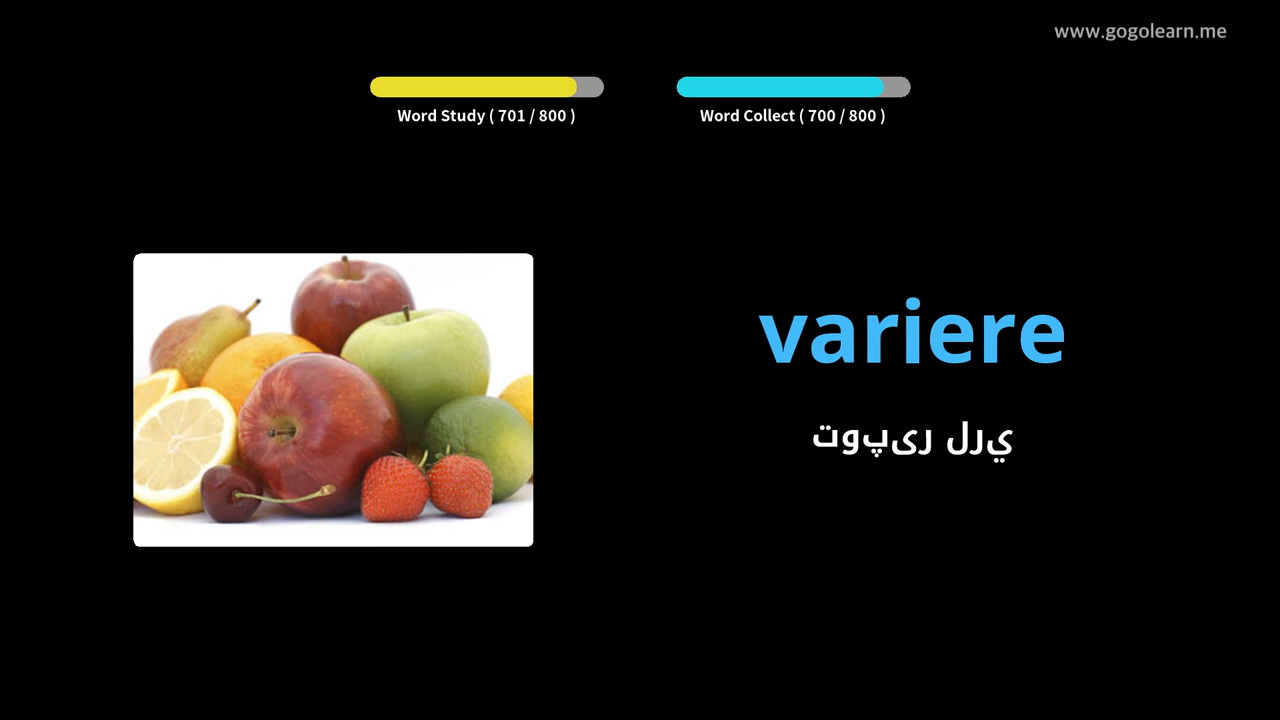 www.gogolearn.me
Word Study ( 701 / 800 )
Word Collect ( 700 / 800 )
variere
يرل ریپوت